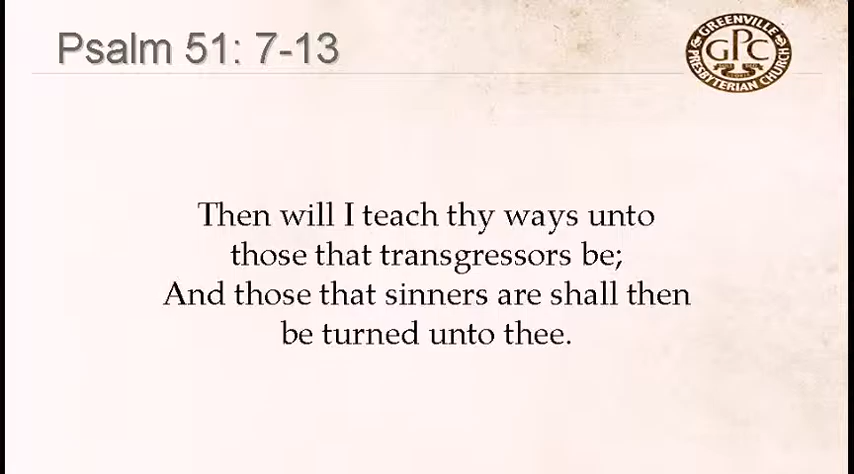 Psalm 51: 7-13
GREENVILLE
GPC
PRESBYTERIAN CHURCH
Then will I teach thy ways unto
those that transgressors be;
And those that sinners are shall then
be turned unto thee.